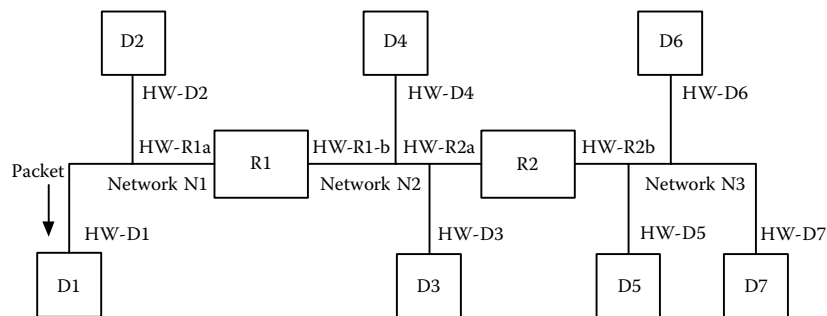 D2
D4
D6
HW-D2
HW-D4
HW-D6
HW-R1a
R1
HW-R1-b
HW-R2a
R2
HW-R2b
Packet
Network N1
Network N2
Network N3
HW-D1
HW-D3
HW-D5
HW-D7
D1
D3
D5
D7